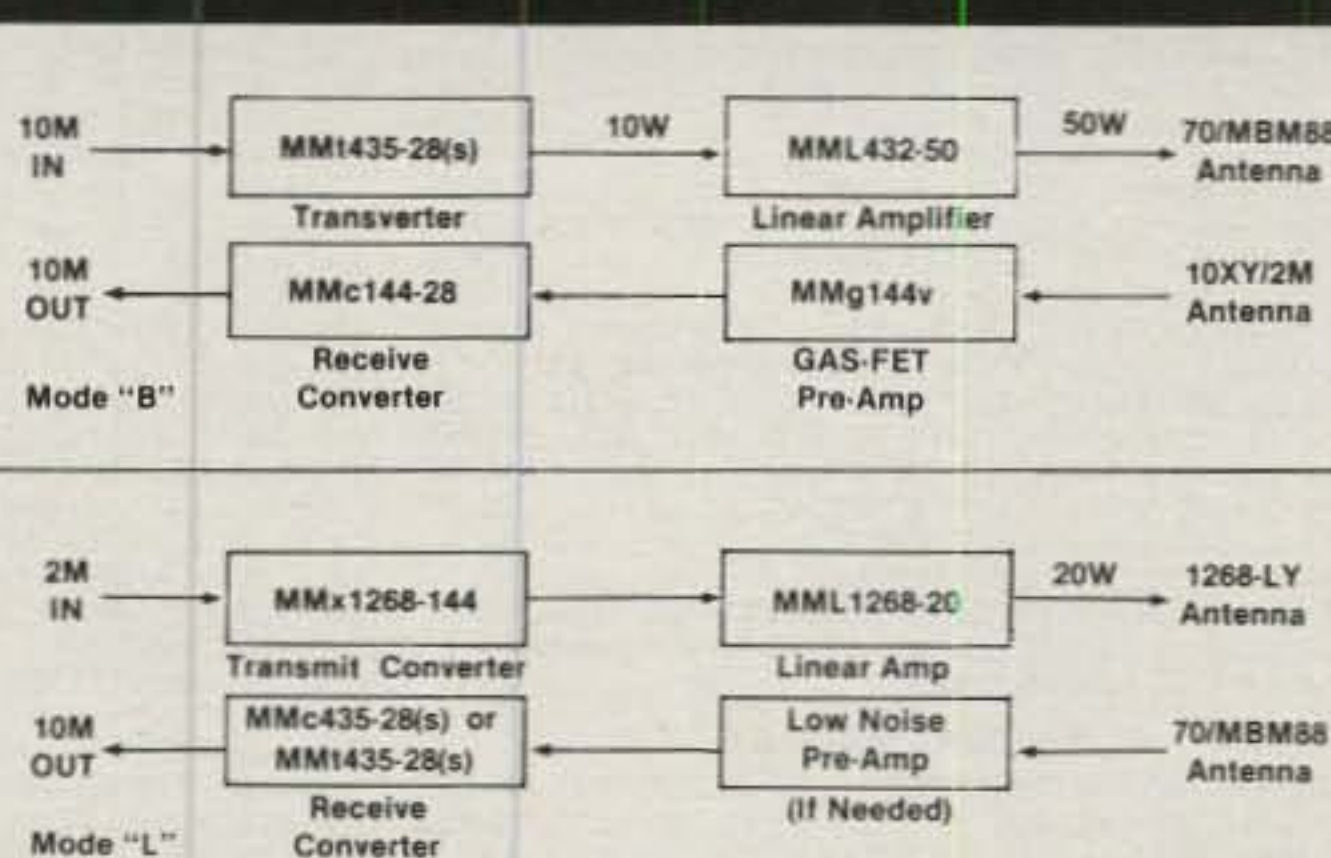 10M
IN
MMt435-28(s)
Transverter
10W
MML432-50
Linear Amplifier
50W
70/MBM88
Antenna
10M
OUT
MMc144-28
Receive
Converter
MMg144v
GAS-FET
Pre-Amp
10XY/2M
Antenna
Mode “B”
2M
IN
MMx1268-144
Transmit Converter
MML1268-20
Linear Amp
20W
1268-LY
Antenna
10M
OUT
MMc435-28(s) or
MMt435-28(s)
Receive
Converter
Low Noise
Pre-Amp
(If Needed)
70/MBM88
Antenna
Mode “L”